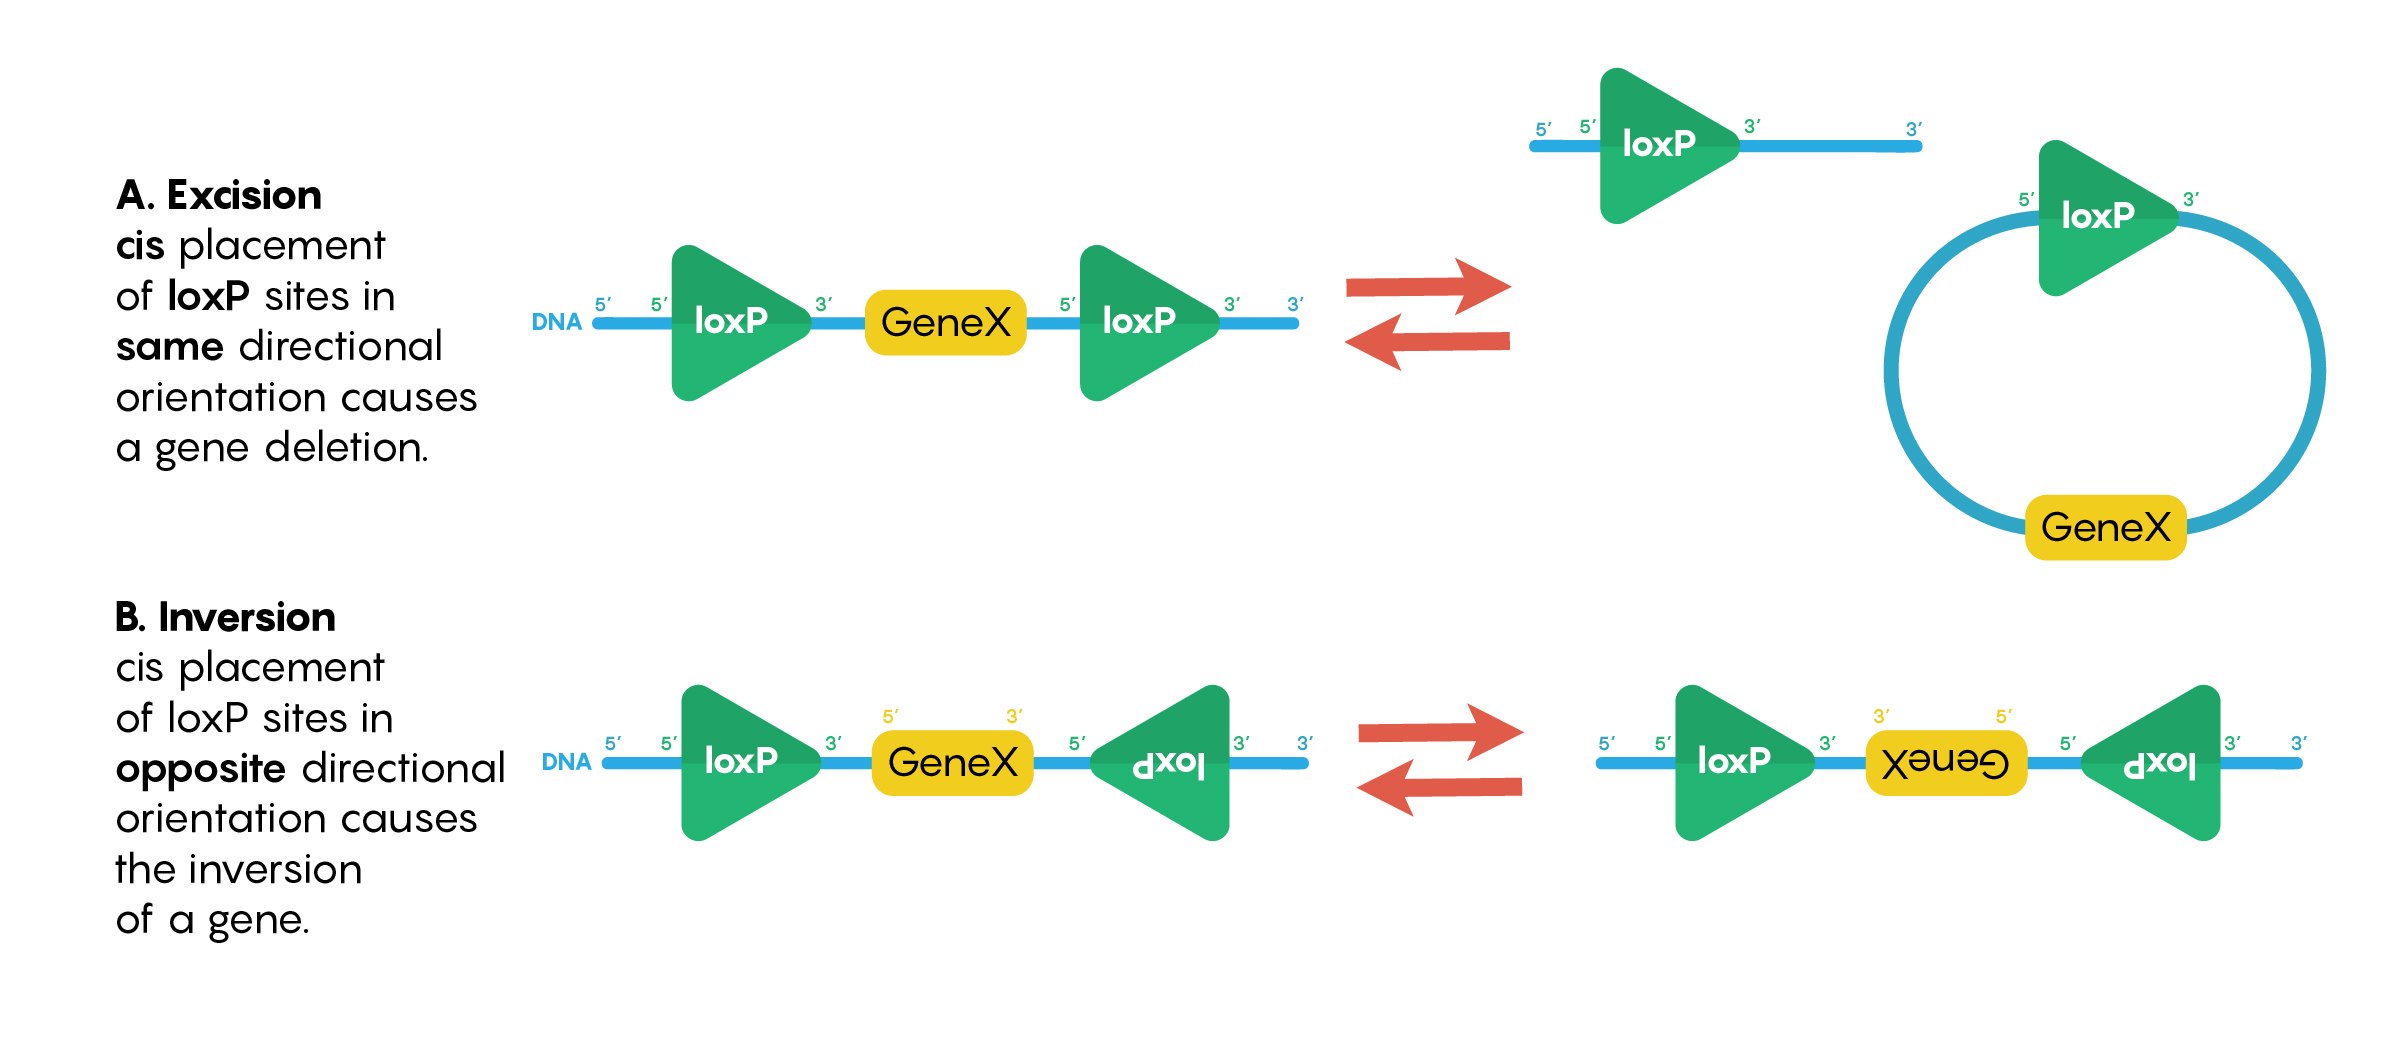 A. Excision
cis placement
of loxP sites in
same directional
orientation causes
a gene deletion.
DNA 5’ 5’ loxP 3’ GeneX 5’ loxP 3’ 3’
5’ 5’ loxP 3’ 3’
5’ loxP 3’
GeneX
B. Inversion
cis placement
of loxP sites in
opposite directional
orientation causes
the inversion
of a gene.
DNA 5’ 5’ loxP 3’ 5’ GeneX 3’ 5’ loxP 3’ 3’
5’ 5’ loxP 3’ 3’ GeneX 5’ 5’ loxP 3’ 3’